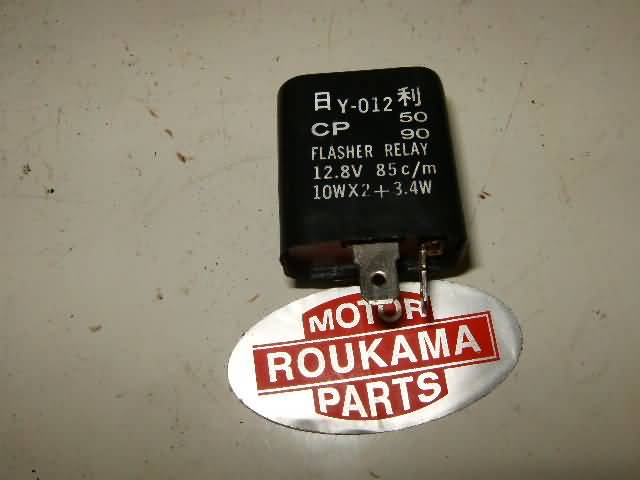 日 Y-012 利
CP 50
90
FLASHER RELAY
12.8V 85c/m
10WX2+3.4W
MOTOR
ROUKAMA
PARTS